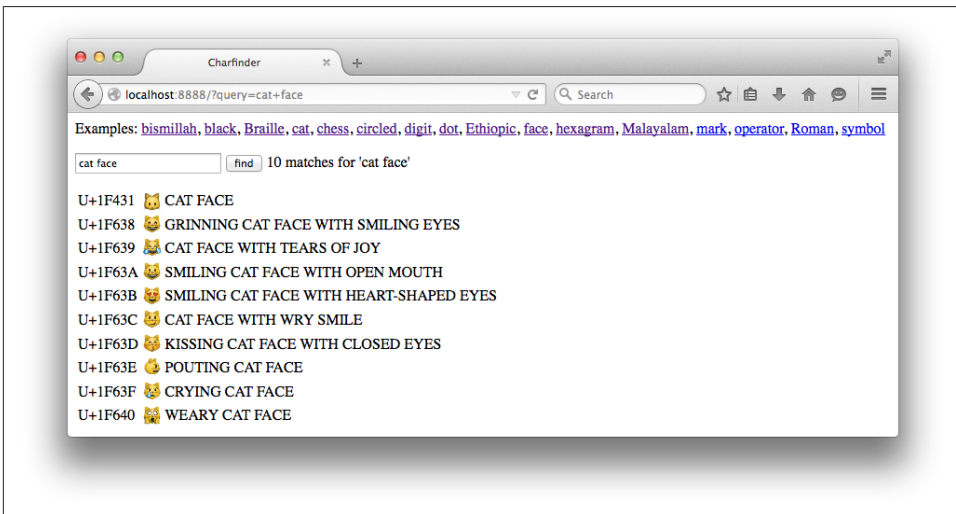 Charfinder
localhost:8888/?query=cat+face
Search
Examples: bismillah, black, Braille, cat, chess, circled, digit, dot, Ethiopic, face, hexagram, Malayalam, mark, operator, Roman, symbol
cat face find 10 matches for 'cat face'
U+1F431 🐱 CAT FACE
U+1F638 😸 GRINNING CAT FACE WITH SMILING EYES
U+1F639 😹 CAT FACE WITH TEARS OF JOY
U+1F63A 😺 SMILING CAT FACE WITH OPEN MOUTH
U+1F63B 😻 SMILING CAT FACE WITH HEART-SHAPED EYES
U+1F63C 😼 CAT FACE WITH WRY SMILE
U+1F63D 😽 KISSING CAT FACE WITH CLOSED EYES
U+1F63E 😾 POUTING CAT FACE
U+1F63F 😿 CRYING CAT FACE
U+1F640 🙀 WEARY CAT FACE